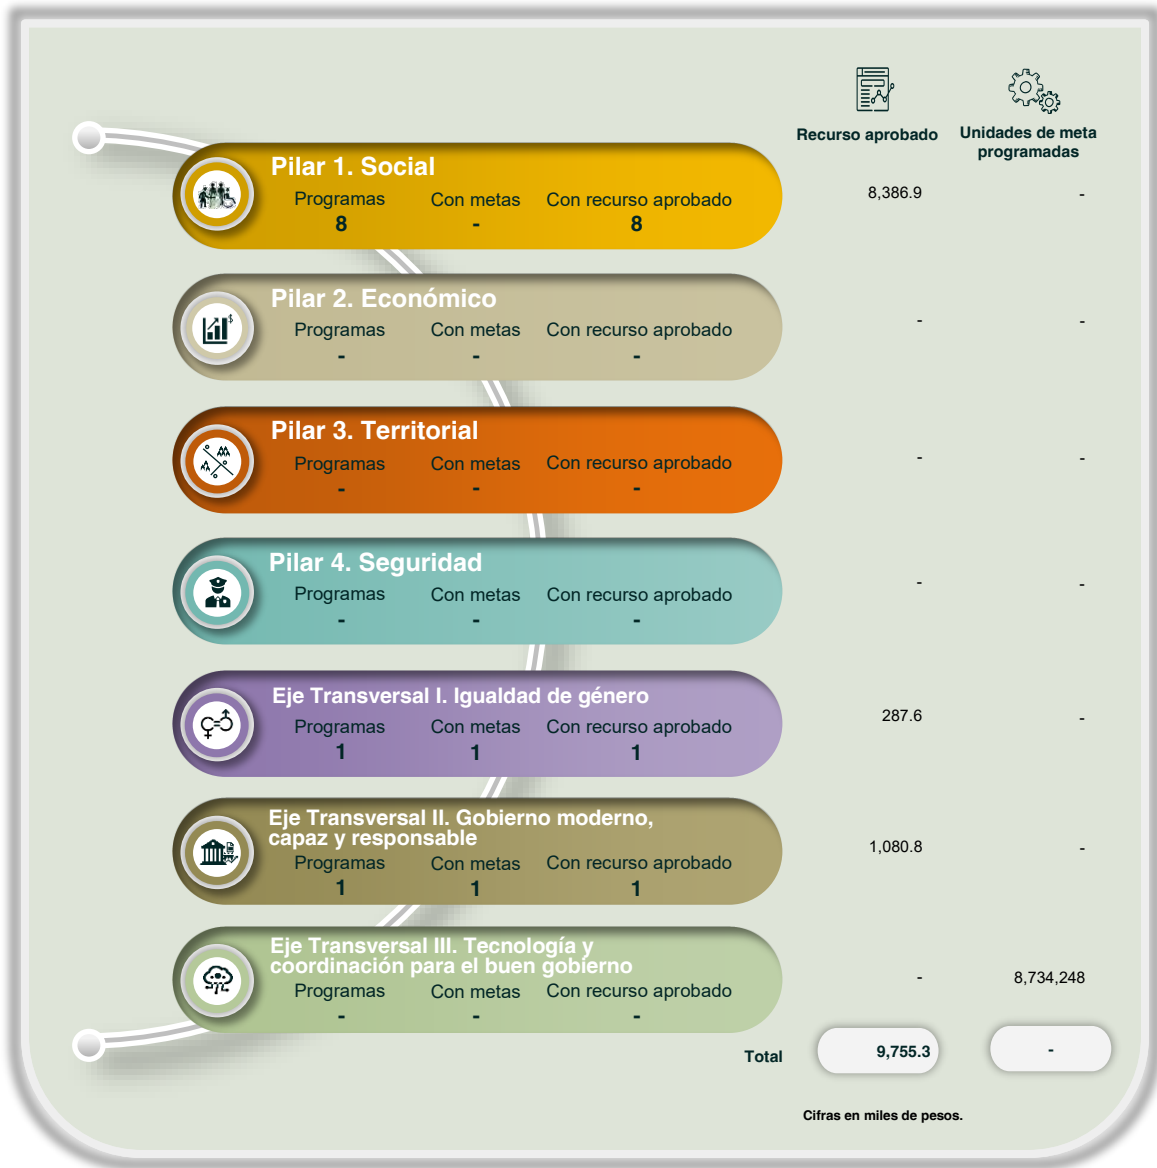 Recurso aprobado
Unidades de meta
programadas
Pilar 1. Social
Programas Con metas Con recurso aprobado
8 - 8
8,386.9 -
Pilar 2. Económico
Programas Con metas Con recurso aprobado
- - -
- -
Pilar 3. Territorial
Programas Con metas Con recurso aprobado
- - -
- -
Pilar 4. Seguridad
Programas Con metas Con recurso aprobado
- - -
- -
Eje Transversal I. Igualdad de género
Programas Con metas Con recurso aprobado
1 1 1
287.6 -
Eje Transversal II. Gobierno moderno,
capaz y responsable
Programas Con metas Con recurso aprobado
1 1 1
1,080.8 -
Eje Transversal III. Tecnología y
coordinación para el buen gobierno
Programas Con metas Con recurso aprobado
- - -
- 8,734,248
Total 9,755.3 -
Cifras en miles de pesos.